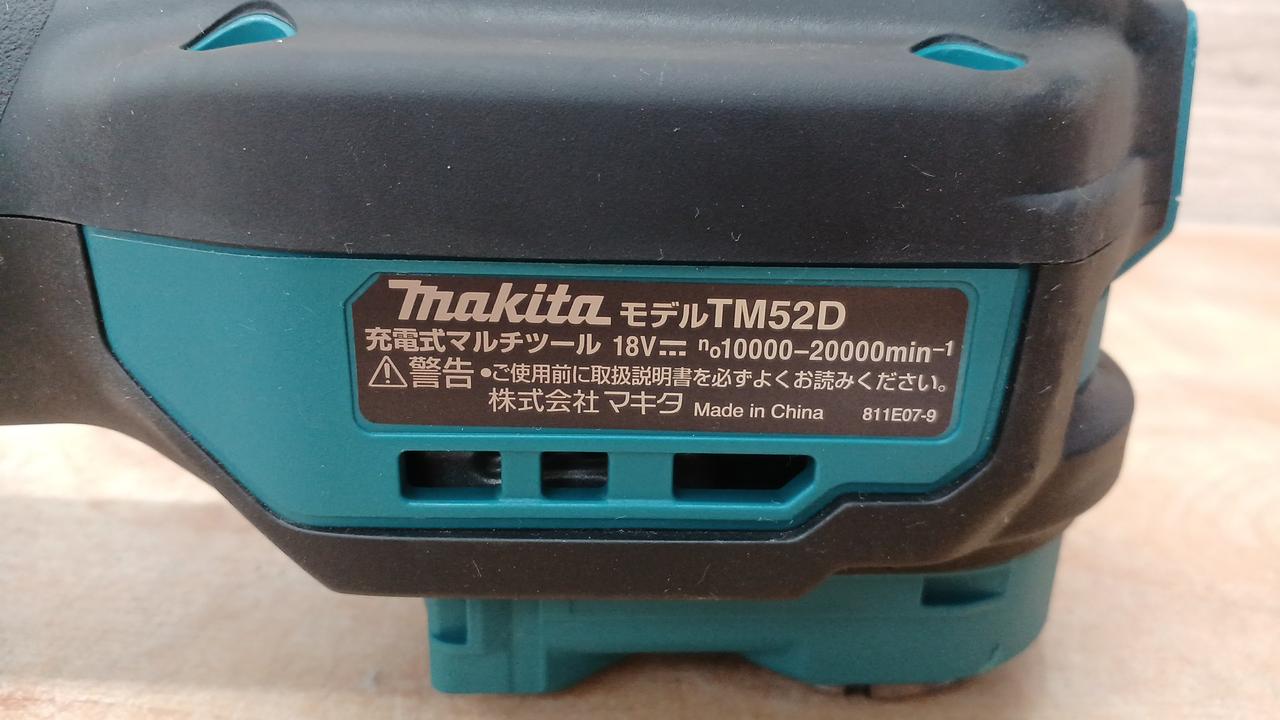 makita モデルTM52D
充電式マルチツール 18V⎓ n₀10000–20000min⁻¹
⚠警告 •ご使用前に取扱説明書を必ずよくお読みください。
株式会社 マキタ Made in China 811E07-9